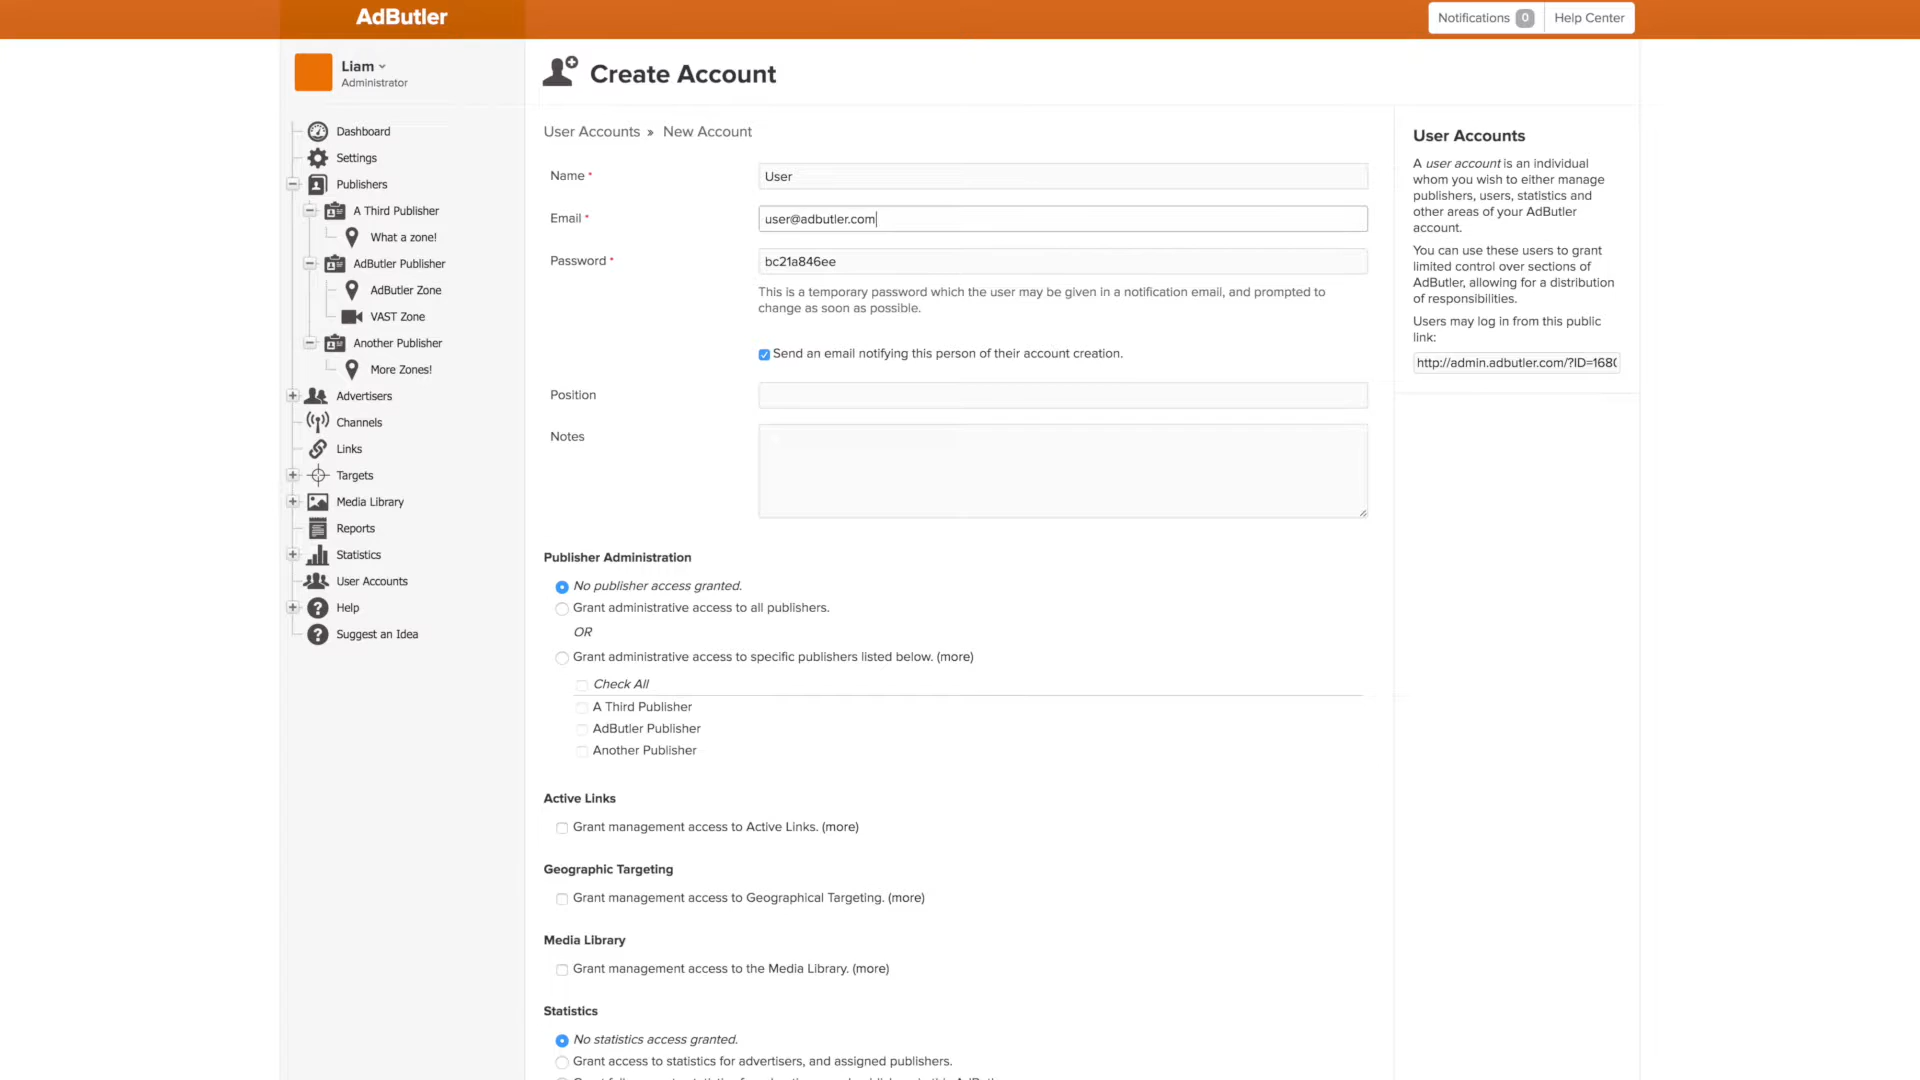 AdButler
Notifications 0
Help Center
Liam
Administrator
Dashboard
Settings
Publishers
A Third Publisher
What a zone!
AdButler Publisher
AdButler Zone
VAST Zone
Another Publisher
More Zones!
Advertisers
Channels
Links
Targets
Media Library
Reports
Statistics
User Accounts
Help
Suggest an Idea
Create Account
User Accounts » New Account
Name * User
Email * user@adbutler.com
Password * bc21a846ee
This is a temporary password which the user may be given in a notification email, and prompted to
change as soon as possible.
Send an email notifying this person of their account creation.
Position
Notes
Publisher Administration
No publisher access granted.
Grant administrative access to all publishers.
OR
Grant administrative access to specific publishers listed below. (more)
Check All
A Third Publisher
AdButler Publisher
Another Publisher
Active Links
Grant management access to Active Links. (more)
Geographic Targeting
Grant management access to Geographical Targeting. (more)
Media Library
Grant management access to the Media Library. (more)
Statistics
No statistics access granted.
Grant access to statistics for advertisers, and assigned publishers.
User Accounts
A user account is an individual
whom you wish to either manage
publishers, users, statistics and
other areas of your AdButler
account.
You can use these users to grant
limited control over sections of
AdButler, allowing for a distribution
of responsibilities.
Users may log in from this public
link:
http://admin.adbutler.com/?ID=168